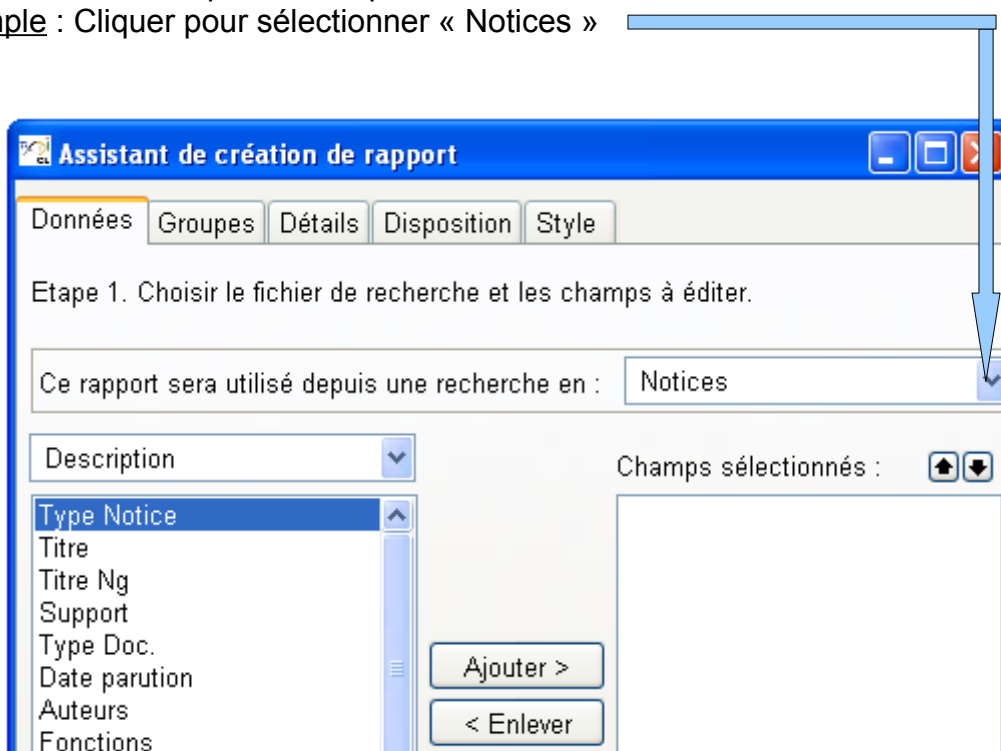 : Cliquer pour sélectionner « Notices »
Assistant de création de rapport
Données Groupes Détails Disposition Style
Etape 1. Choisir le fichier de recherche et les champs à éditer.
Ce rapport sera utilisé depuis une recherche en : Notices
Description
Champs sélectionnés :
Type Notice
Titre
Titre Ng
Support
Type Doc.
Date parution
Auteurs
Fonctions
Ajouter >
< Enlever